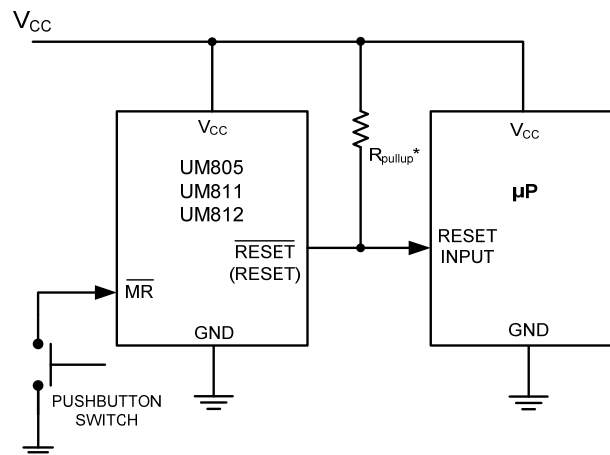 VCC
VCC
UM805
UM811
UM812
RESET
(RESET)
MR
GND
Rpullup*
VCC
µP
RESET
INPUT
GND
PUSHBUTTON
SWITCH